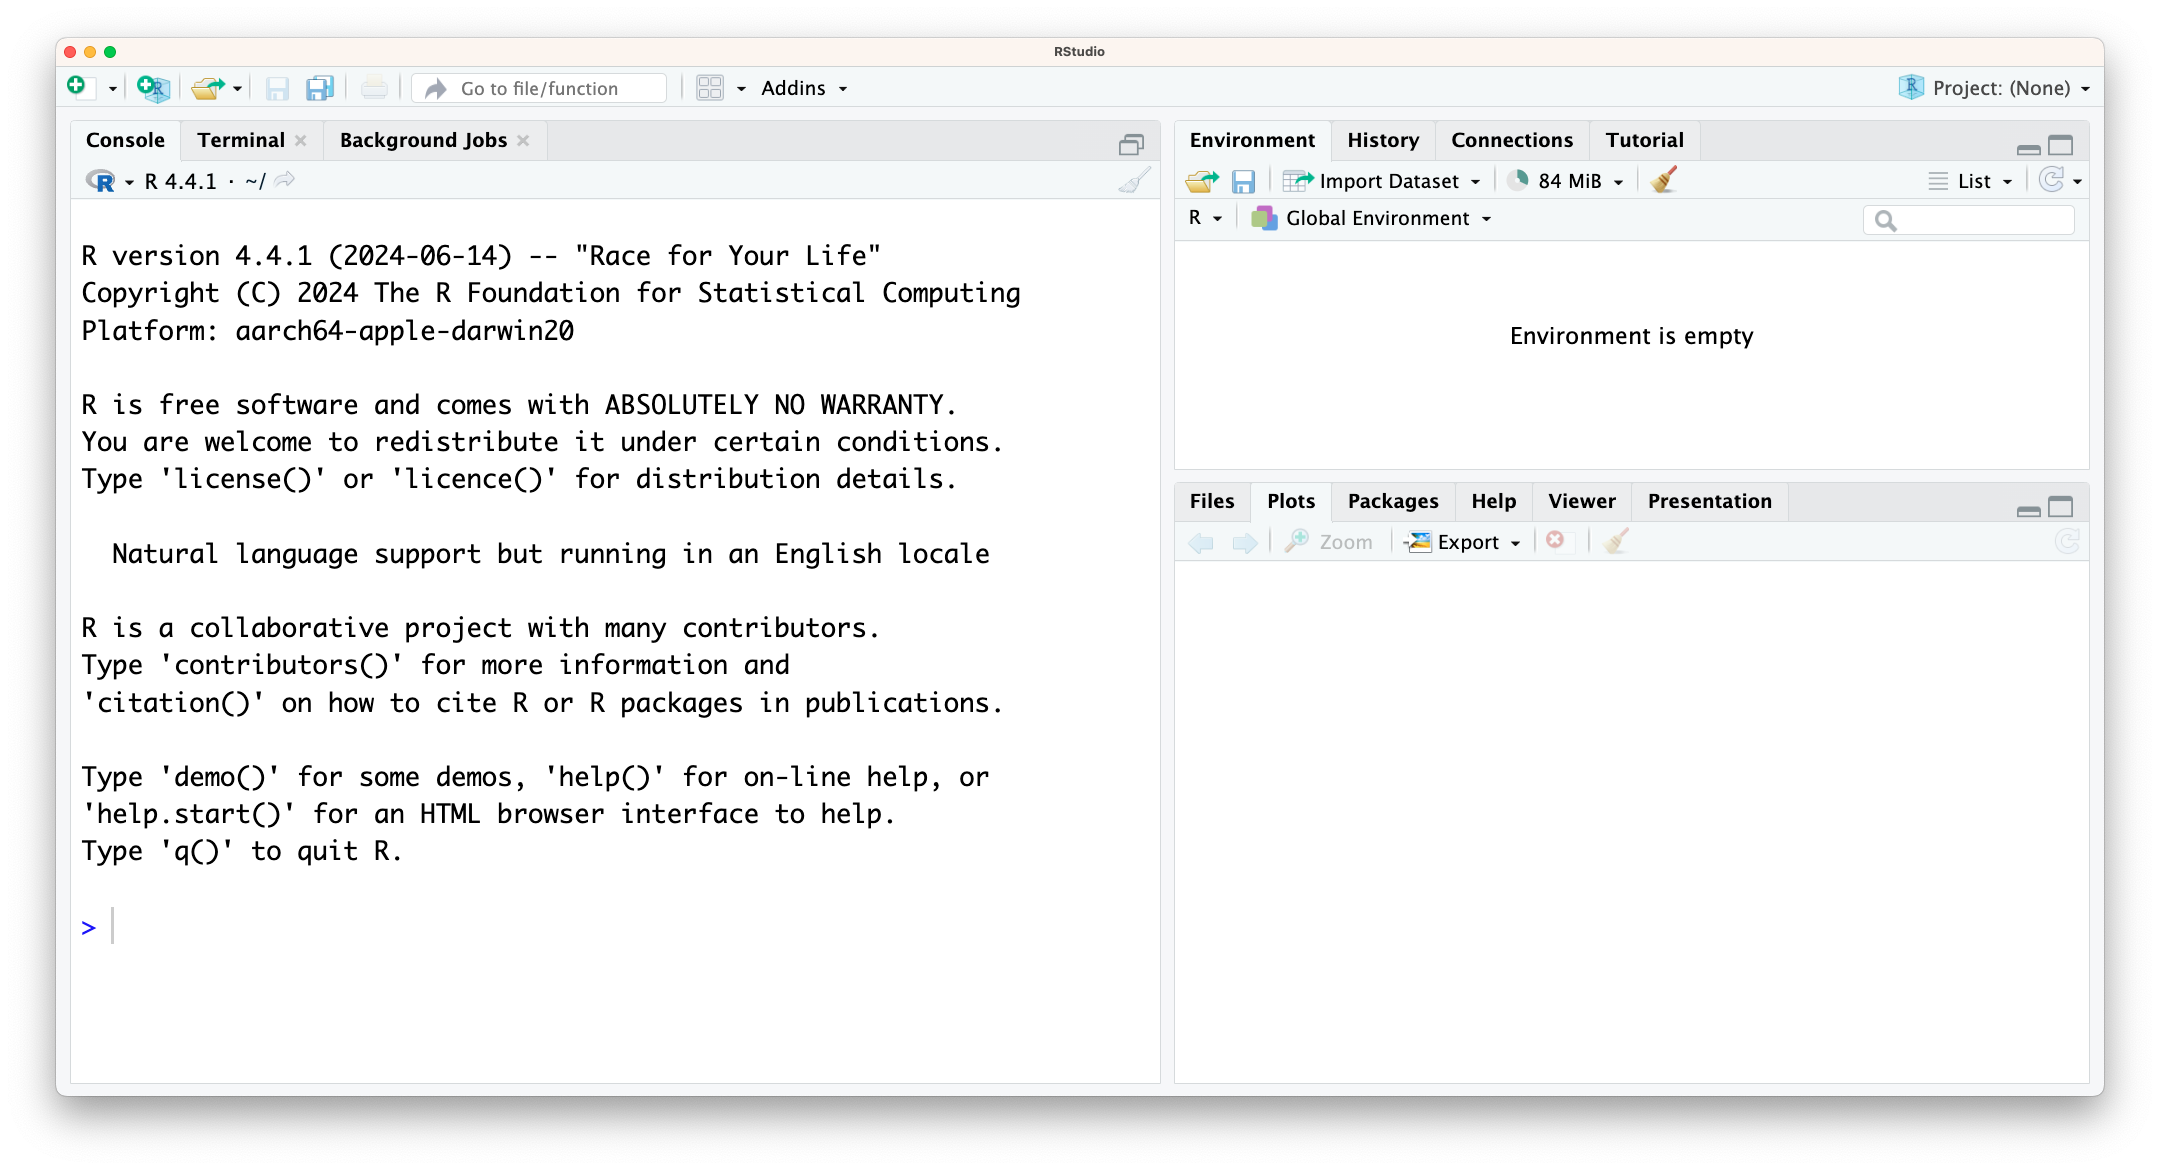 RStudio
Go to file/function
Addins
Project: (None)
Console
Terminal
Background Jobs
R 4.4.1 · ~/
R version 4.4.1 (2024-06-14) -- "Race for Your Life"
Copyright (C) 2024 The R Foundation for Statistical Computing
Platform: aarch64-apple-darwin20
R is free software and comes with ABSOLUTELY NO WARRANTY.
You are welcome to redistribute it under certain conditions.
Type 'license()' or 'licence()' for distribution details.
Natural language support but running in an English locale
R is a collaborative project with many contributors.
Type 'contributors()' for more information and
'citation()' on how to cite R or R packages in publications.
Type 'demo()' for some demos, 'help()' for on-line help, or
'help.start()' for an HTML browser interface to help.
Type 'q()' to quit R.
>
Environment
History
Connections
Tutorial
Import Dataset
84 MiB
List
R
Global Environment
Environment is empty
Files
Plots
Packages
Help
Viewer
Presentation
Zoom
Export